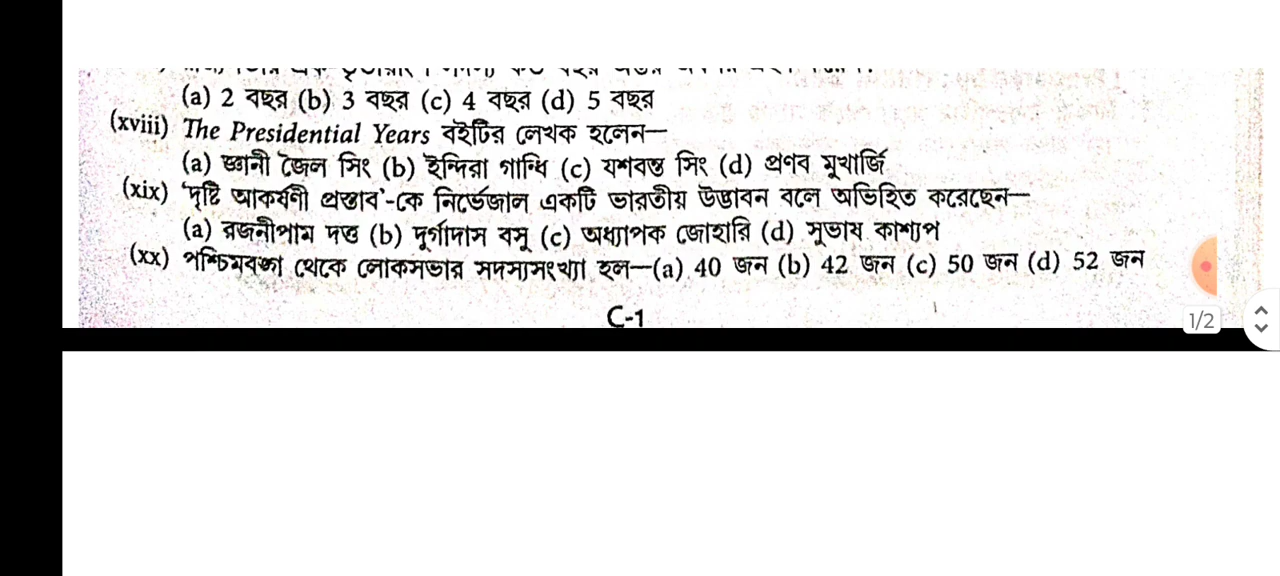 (a) 2 বছর (b) 3 বছর (c) 4 বছর (d) 5 বছর
(xviii) The Presidential Years বইটির লেখক হলেন—
(a) জ্ঞানী জৈল সিং (b) ইন্দিরা গান্ধি (c) যশবন্ত সিং (d) প্রণব মুখার্জি
(xix) ‘দৃষ্টি আকর্ষণী প্রস্তাব’-কে নির্ভেজাল একটি ভারতীয় উদ্ভাবন বলে অভিহিত করেছেন—
(a) রজনীপাম দত্ত (b) দুর্গাদাস বসু (c) অধ্যাপক জোহারি (d) সুভাষ কাশ্যপ
(xx) পশ্চিমবঙ্গ থেকে লোকসভার সদস্যসংখ্যা হল—(a) 40 জন (b) 42 জন (c) 50 জন (d) 52 জন
C-1
1/2